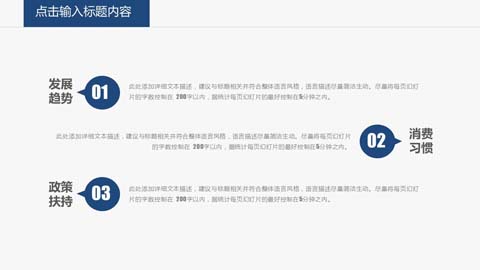 点击输入标题内容
发展
趋势
01
此处添加详细文本描述，建议与标题相关并符合整体语言风格，语言描述尽量简洁生动。尽量将每页幻灯
片的字数控制在 200字以内，据统计每页幻灯片的最好控制在5分钟之内。
此处添加详细文本描述，建议与标题相关并符合整体语言风格，语言描述尽量简洁生动。尽量将每页幻灯片
的字数控制在 200字以内，据统计每页幻灯片的最好控制在5分钟之内。
02
消费
习惯
政策
扶持
03
此处添加详细文本描述，建议与标题相关并符合整体语言风格，语言描述尽量简洁生动。尽量将每页幻灯
片的字数控制在 200字以内，据统计每页幻灯片的最好控制在5分钟之内。